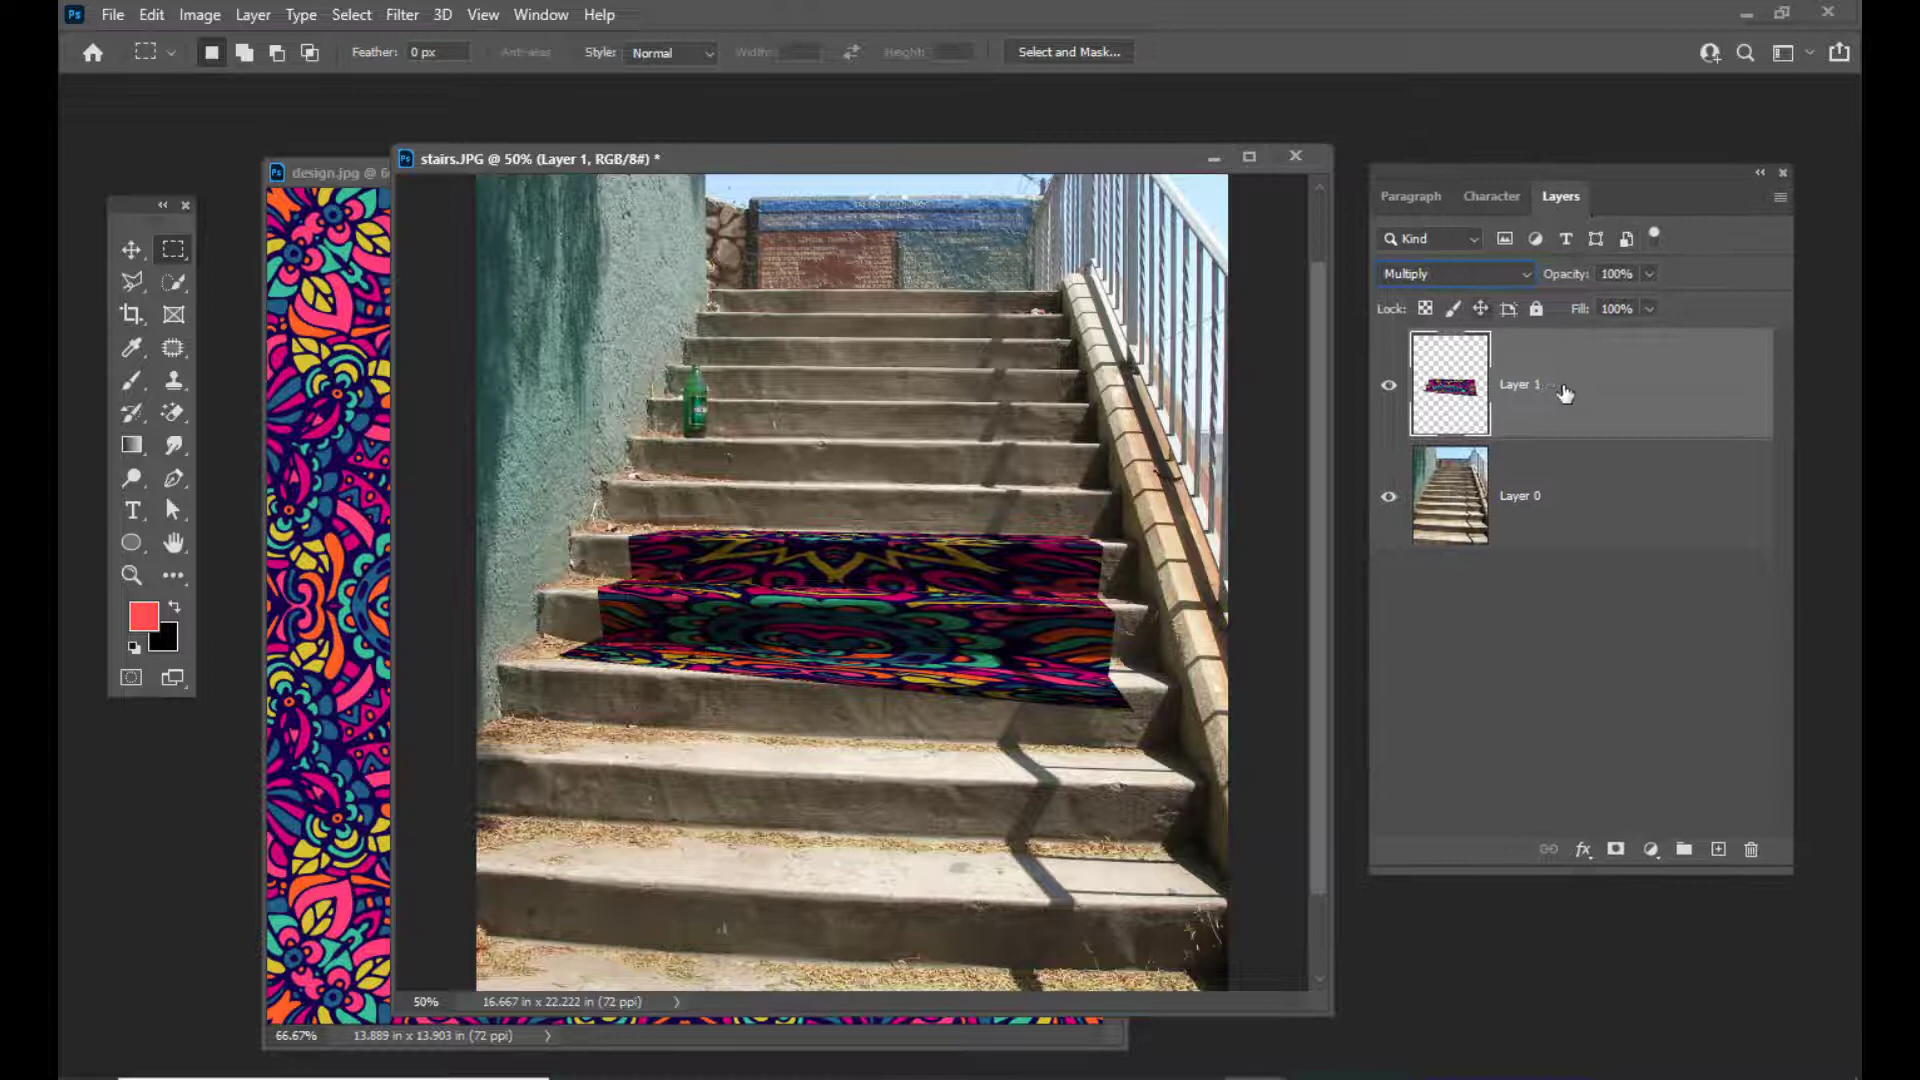 Ps File Edit Image Layer Type Select Filter 3D View Window Help
Feather: 0 px Anti-alias Style: Normal Width: Height: Select and Mask...
design.jpg @ 6
stairs.JPG @ 50% (Layer 1, RGB/8#) *
Paragraph Character Layers
Kind
Multiply Opacity: 100%
Lock: Fill: 100%
Layer 1
Layer 0
50% 16.667 in x 22.222 in (72 ppi)
66.67% 13.889 in x 13.903 in (72 ppi)